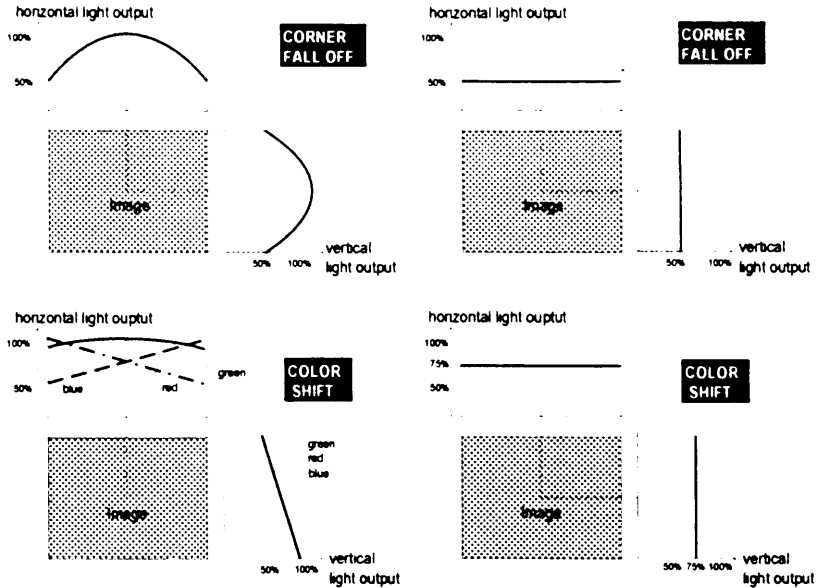 horizontal light output
100%
50%
CORNER
FALL OFF
Image
50%
100%
vertical
light output
horizontal light output
100%
50%
CORNER
FALL OFF
Image
50%
100%
vertical
light output
horizontal light ouptut
100%
50%
blue
red
green
COLOR
SHIFT
Image
green
red
blue
50%
100%
vertical
light output
horizontal light ouptut
100%
75%
50%
COLOR
SHIFT
Image
50%
75%
100%
vertical
light output